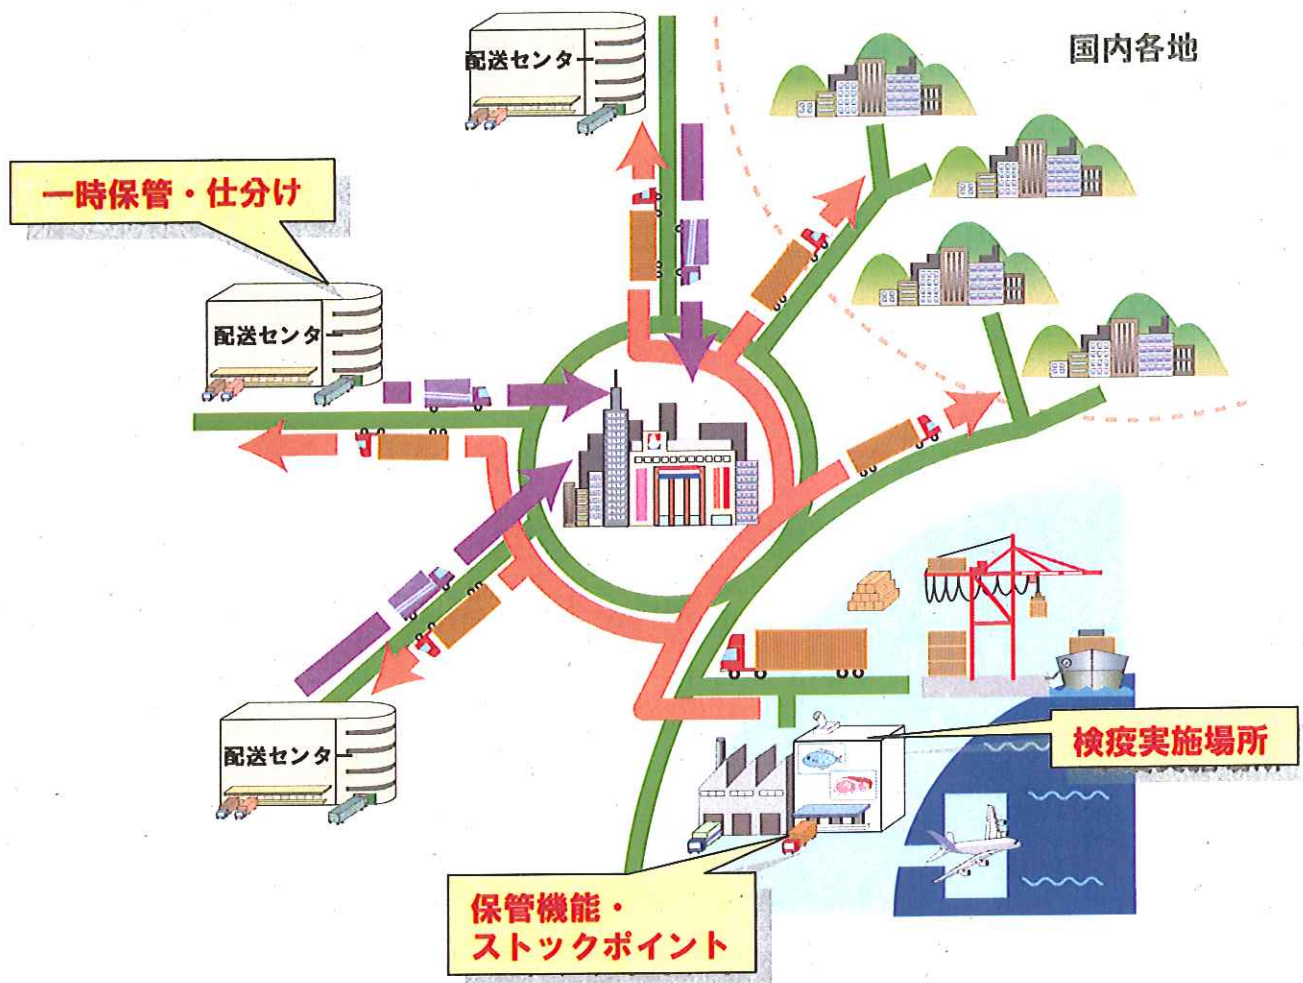 国内各地
配送センター
一時保管・仕分け
配送センター
配送センター
検疫実施場所
保管機能・
ストックポイント